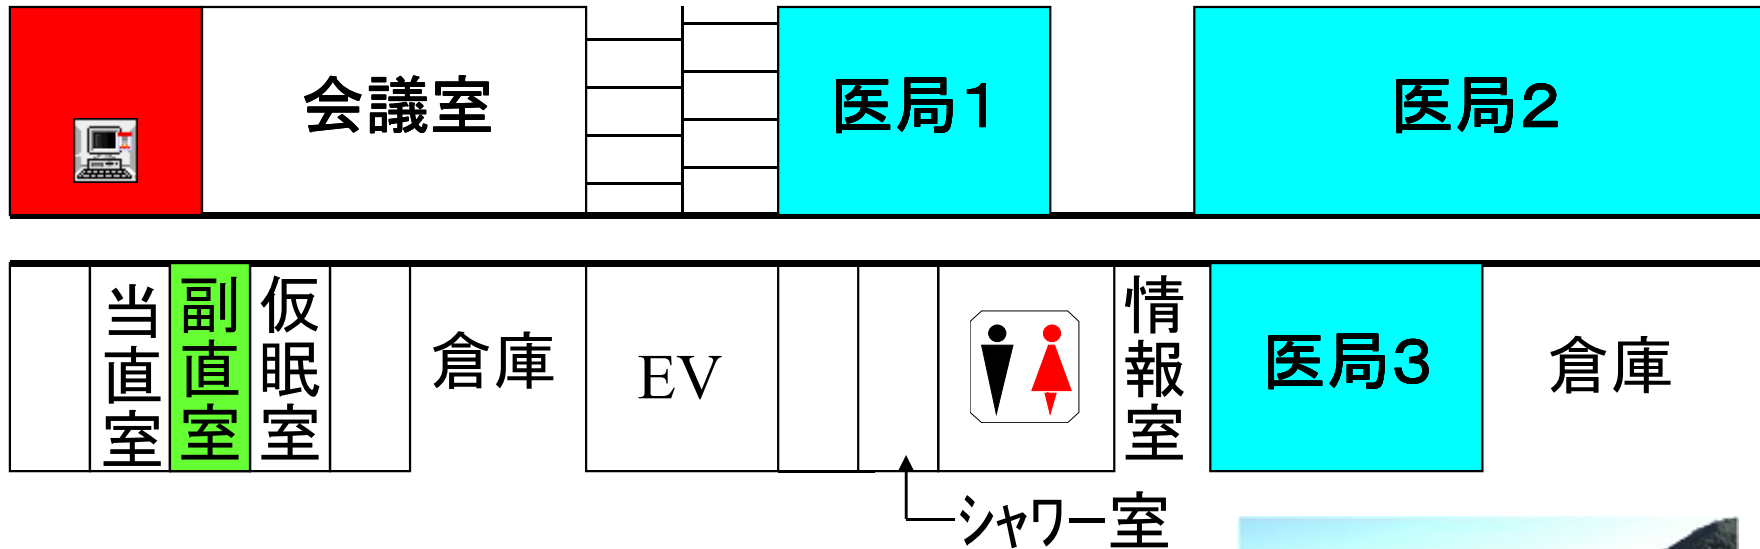 会議室
医局1
医局2
当直室
副直室
仮眠室
倉庫
EV
情報室
医局3
倉庫
シャワー室